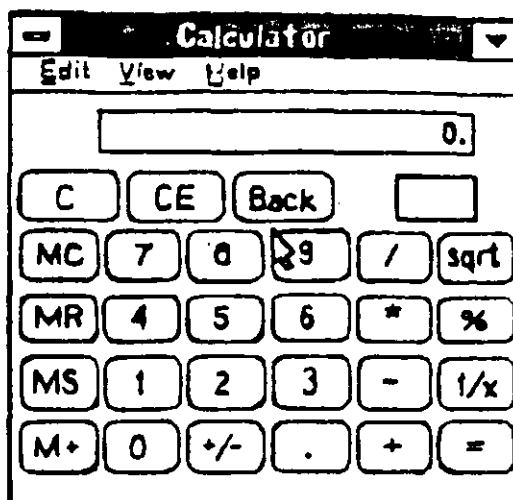 Calculator
Edit View Help
0.
C CE Back
MC 7 8 9 / sqrt
MR 4 5 6 * %
MS 1 2 3 - 1/x
M+ 0 +/- . + =